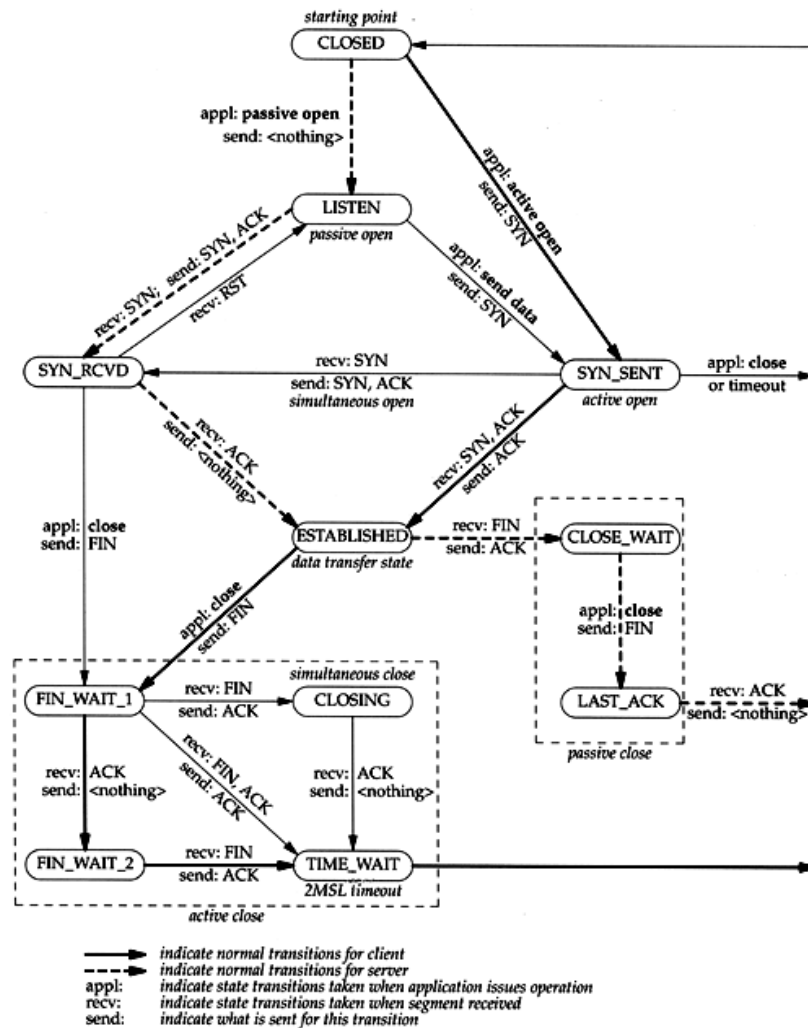 starting point
CLOSED
appl: passive open
send: <nothing>
appl: active open
send: SYN
LISTEN
passive open
recv: SYN; send: SYN, ACK
recv: RST
appl: send data
send: SYN
SYN_RCVD
recv: SYN
send: SYN, ACK
simultaneous open
SYN_SENT
active open
appl: close
or timeout
recv: ACK
send: <nothing>
recv: SYN, ACK
send: ACK
appl: close
send: FIN
ESTABLISHED
data transfer state
recv: FIN
send: ACK
CLOSE_WAIT
appl: close
send: FIN
appl: close
send: FIN
LAST_ACK
recv: ACK
send: <nothing>
passive close
simultaneous close
FIN_WAIT_1
recv: FIN
send: ACK
CLOSING
recv: ACK
send: <nothing>
recv: FIN, ACK
send: ACK
recv: ACK
send: <nothing>
FIN_WAIT_2
recv: FIN
send: ACK
TIME_WAIT
2MSL timeout
active close
indicate normal transitions for client
indicate normal transitions for server
appl: indicate state transitions taken when application issues operation
recv: indicate state transitions taken when segment received
send: indicate what is sent for this transition